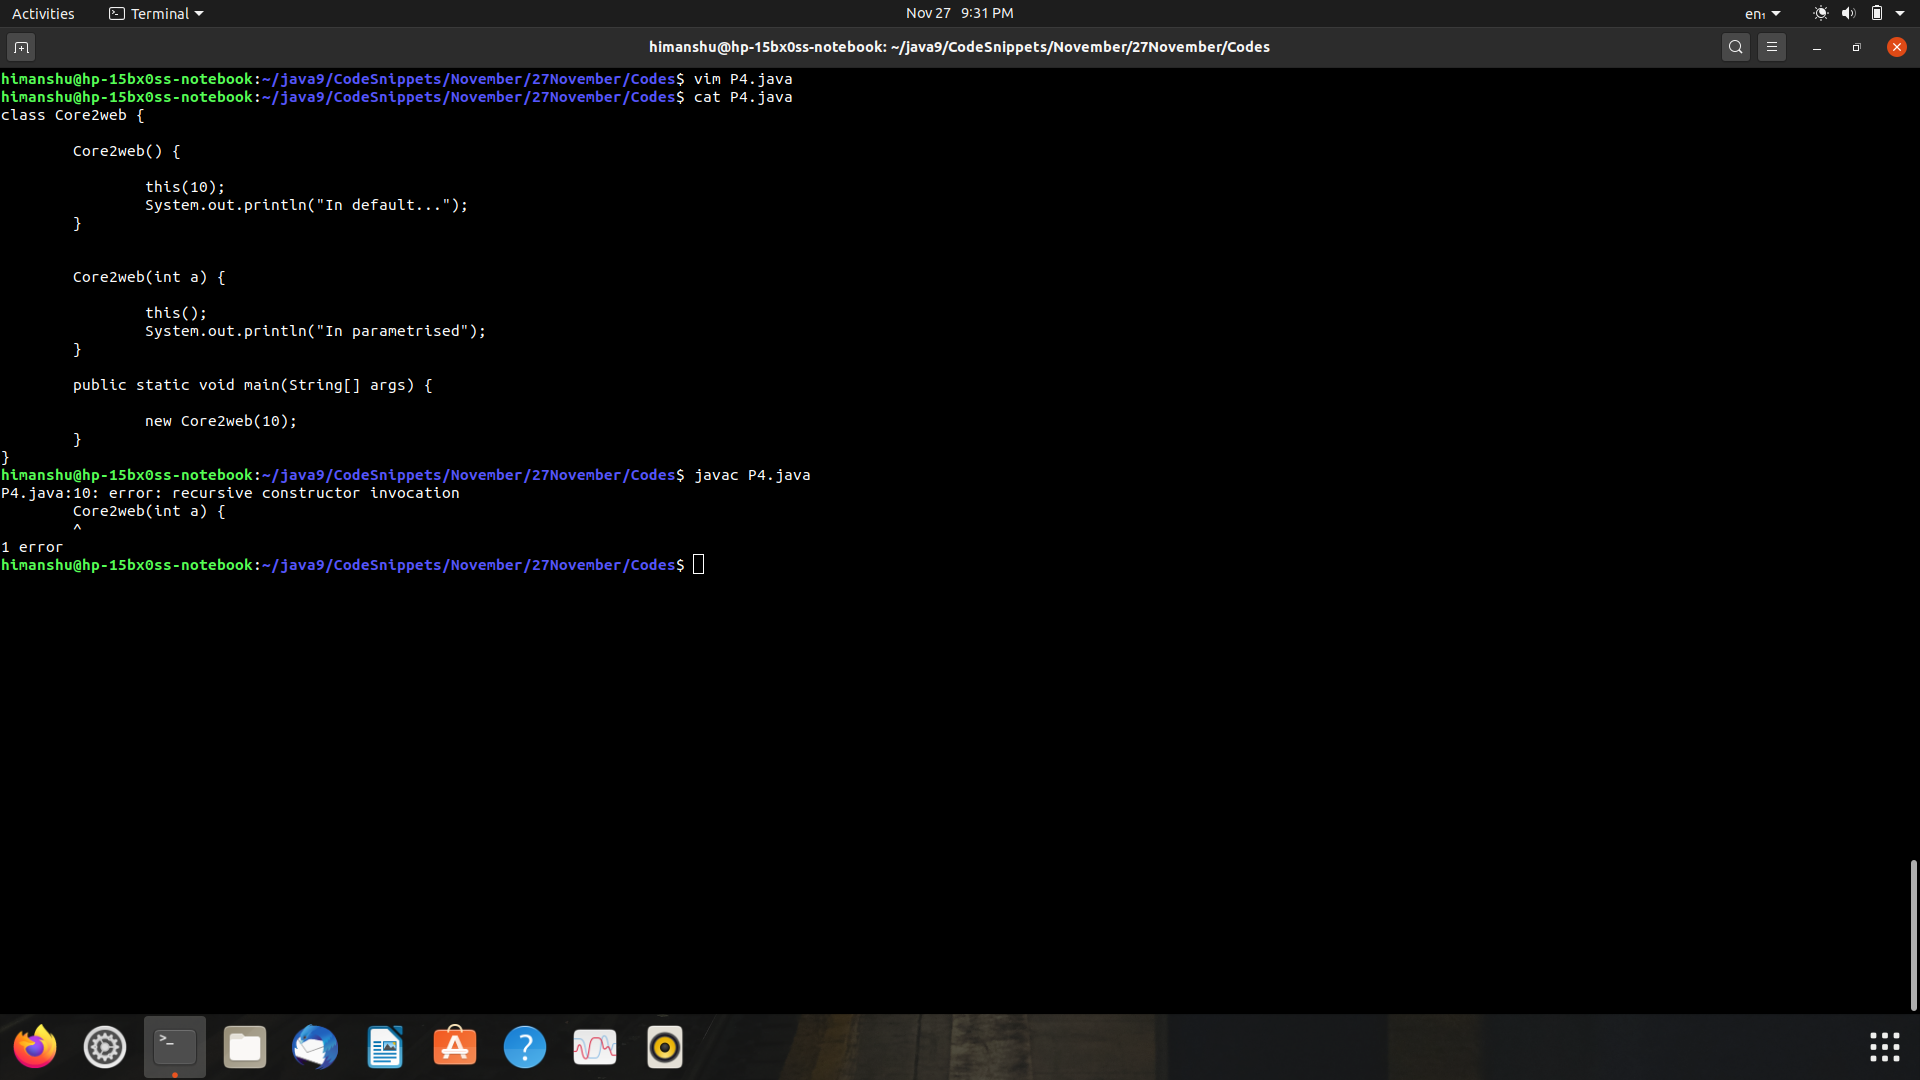 Activities Terminal Nov 27 9:31 PM en₁
himanshu@hp-15bx0ss-notebook: ~/java9/CodeSnippets/November/27November/Codes
himanshu@hp-15bx0ss-notebook:~/java9/CodeSnippets/November/27November/Codes$ vim P4.java
himanshu@hp-15bx0ss-notebook:~/java9/CodeSnippets/November/27November/Codes$ cat P4.java
class Core2web {
Core2web() {
this(10);
System.out.println("In default...");
}
Core2web(int a) {
this();
System.out.println("In parametrised");
}
public static void main(String[] args) {
new Core2web(10);
}
}
himanshu@hp-15bx0ss-notebook:~/java9/CodeSnippets/November/27November/Codes$ javac P4.java
P4.java:10: error: recursive constructor invocation
Core2web(int a) {
^
1 error
himanshu@hp-15bx0ss-notebook:~/java9/CodeSnippets/November/27November/Codes$